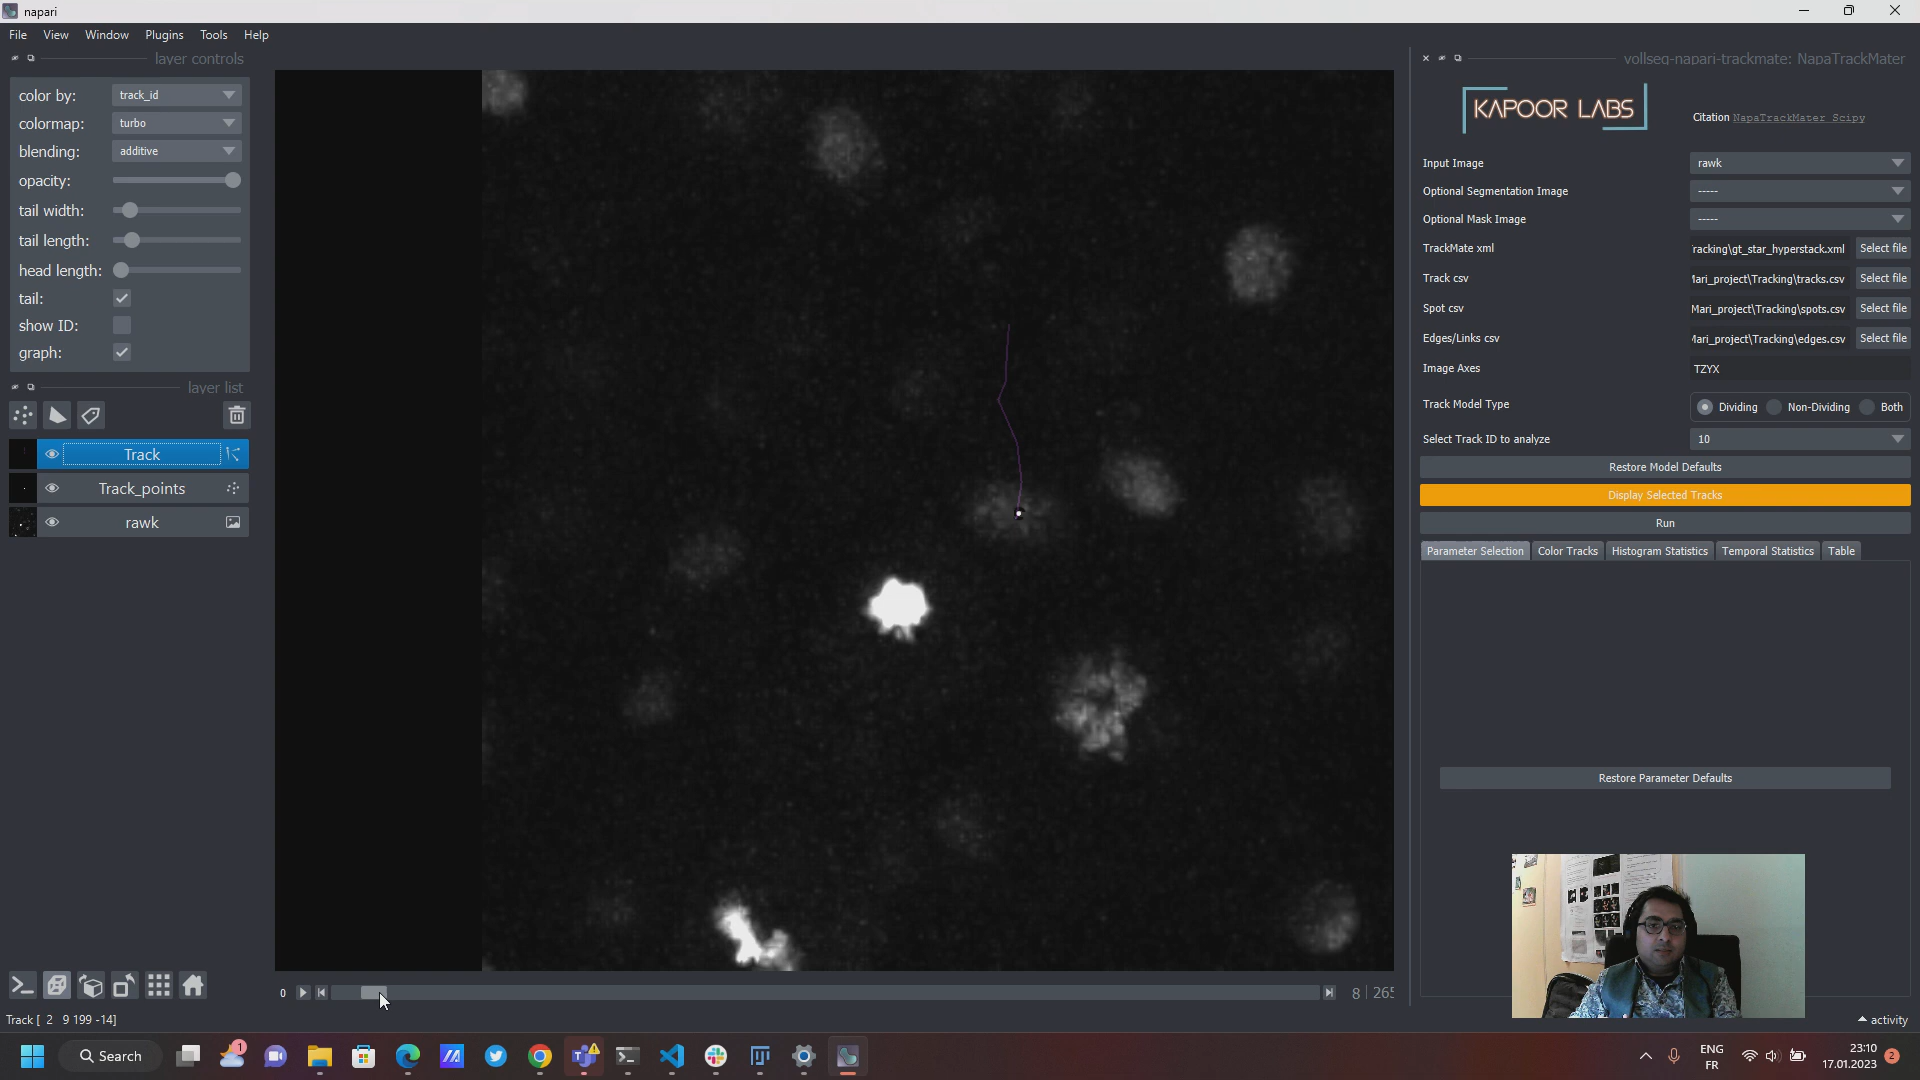 napari
File View Window Plugins Tools Help
layer controls
color by: track_id
colormap: turbo
blending: additive
opacity:
tail width:
tail length:
head length:
tail:
show ID:
graph:
layer list
Track
Track_points
rawk
0
8 | 265
Track [ 2 9 199 -14]
vollseg-napari-trackmate: NapaTrackMater
KAPOOR LABS
Citation NapaTrackMater Scipy
Input Image rawk
Optional Segmentation Image -----
Optional Mask Image -----
TrackMate xml racking\gt_star_hyperstack.xml Select file
Track csv Mari_project\Tracking\tracks.csv Select file
Spot csv Mari_project\Tracking\spots.csv Select file
Edges/Links csv Mari_project\Tracking\edges.csv Select file
Image Axes TZYX
Track Model Type Dividing Non-Dividing Both
Select Track ID to analyze 10
Restore Model Defaults
Display Selected Tracks
Run
Parameter Selection Color Tracks Histogram Statistics Temporal Statistics Table
Restore Parameter Defaults
activity
Search
1
ENG
FR
23:10
17.01.2023
2